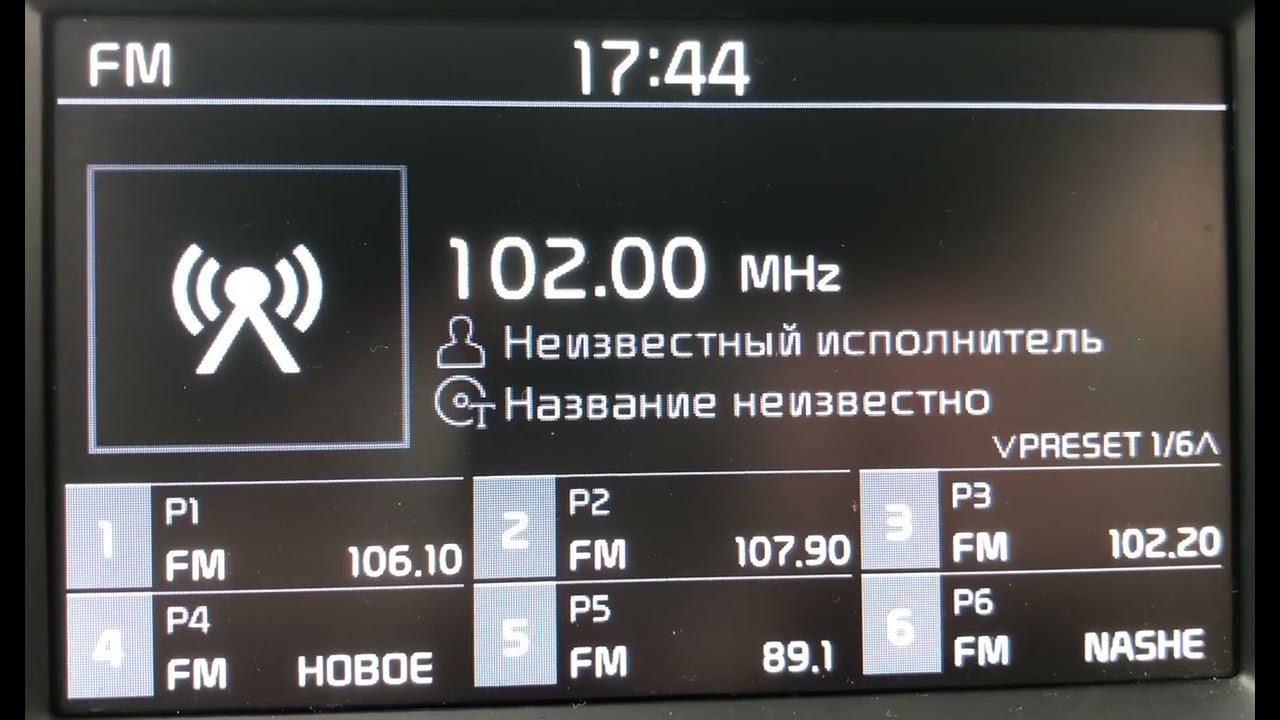 FM 17:44
102.00 MHz
Неизвестный исполнитель
Название неизвестно
VPRESET 1/6Λ
1 P1
FM 106.10
2 P2
FM 107.90
3 P3
FM 102.20
4 P4
FM НОВОЕ
5 P5
FM 89.1
6 P6
FM NASHE